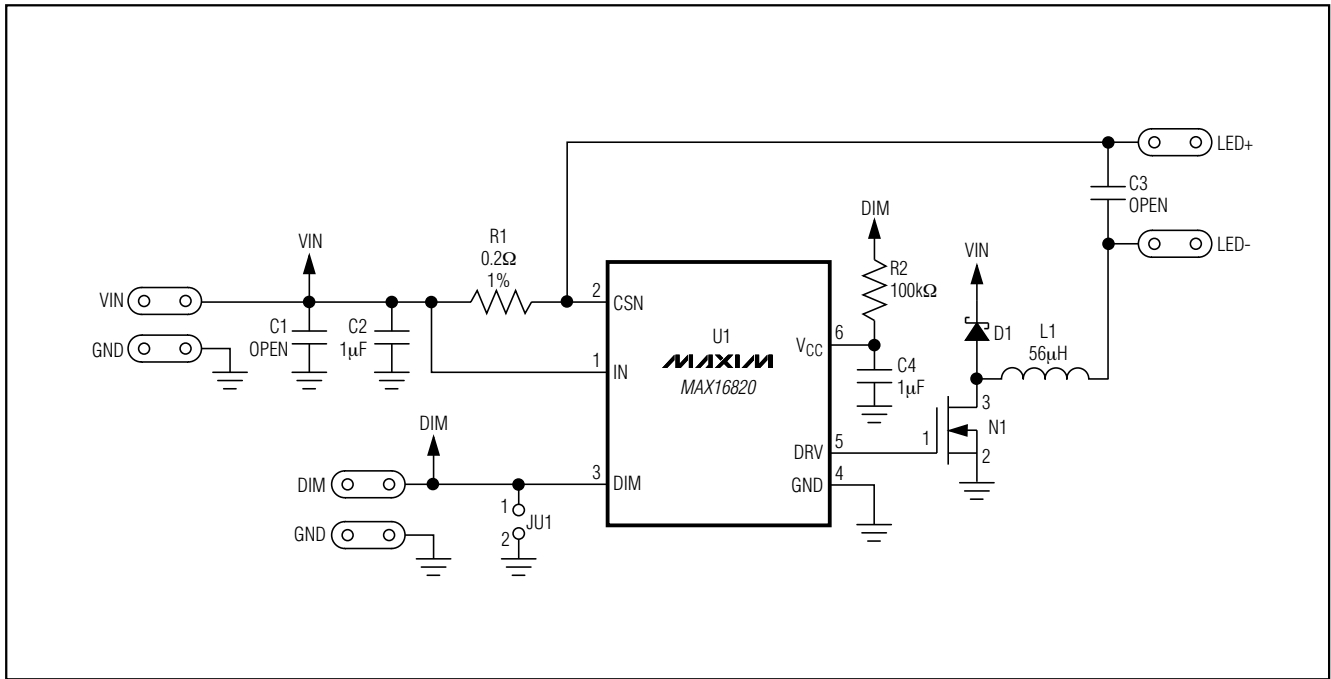 LED+
C3
OPEN
LED-
DIM
R2
100kΩ
VIN
D1
L1
56µH
R1
0.2Ω
1%
VIN
VIN
C1
OPEN
C2
1µF
GND
2
CSN
1
IN
U1
MAXIM
MAX16820
6
VCC
C4
1µF
3
N1
1
2
DRV
5
GND
4
DIM
DIM
3
DIM
1
JU1
2
GND